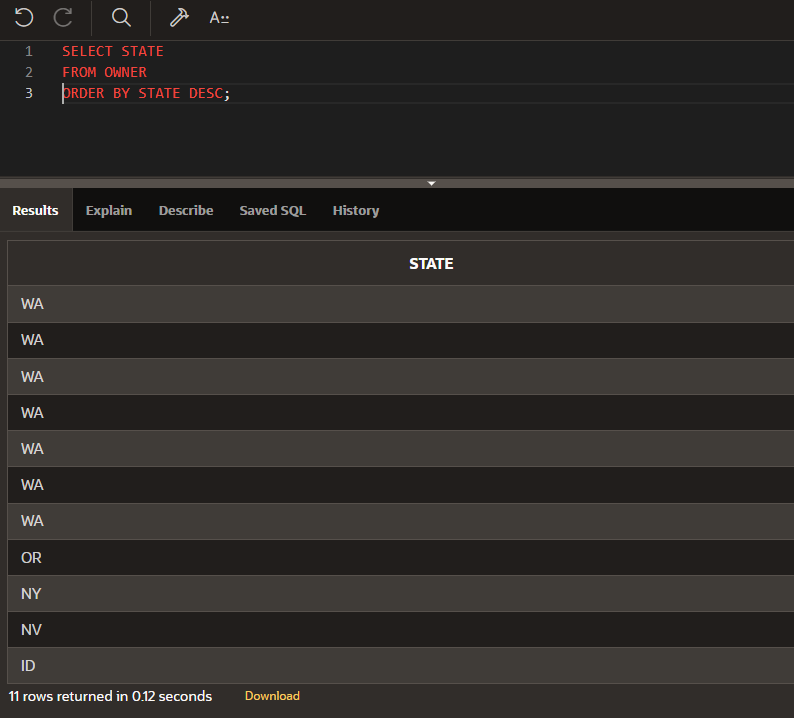 A
1 SELECT STATE
2 FROM OWNER
3 ORDER BY STATE DESC;
Results Explain Describe Saved SQL History
STATE
WA
WA
WA
WA
WA
WA
WA
OR
NY
NV
ID
11 rows returned in 0.12 seconds Download